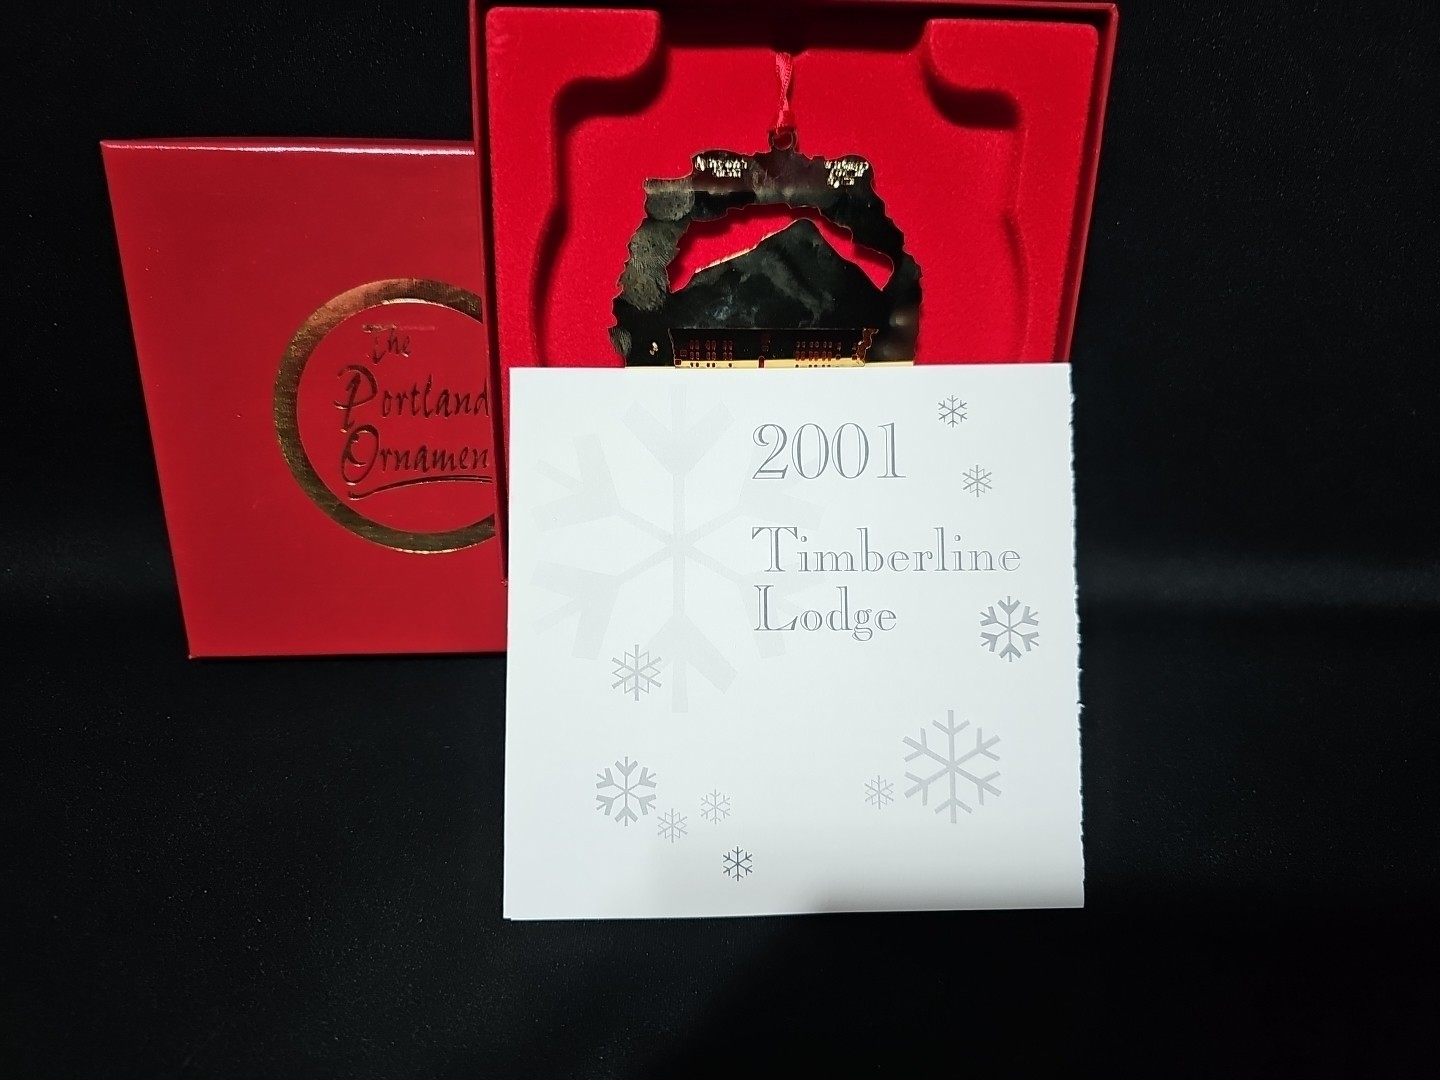 The
Portland
Ornamen
2001
Timberline
Lodge